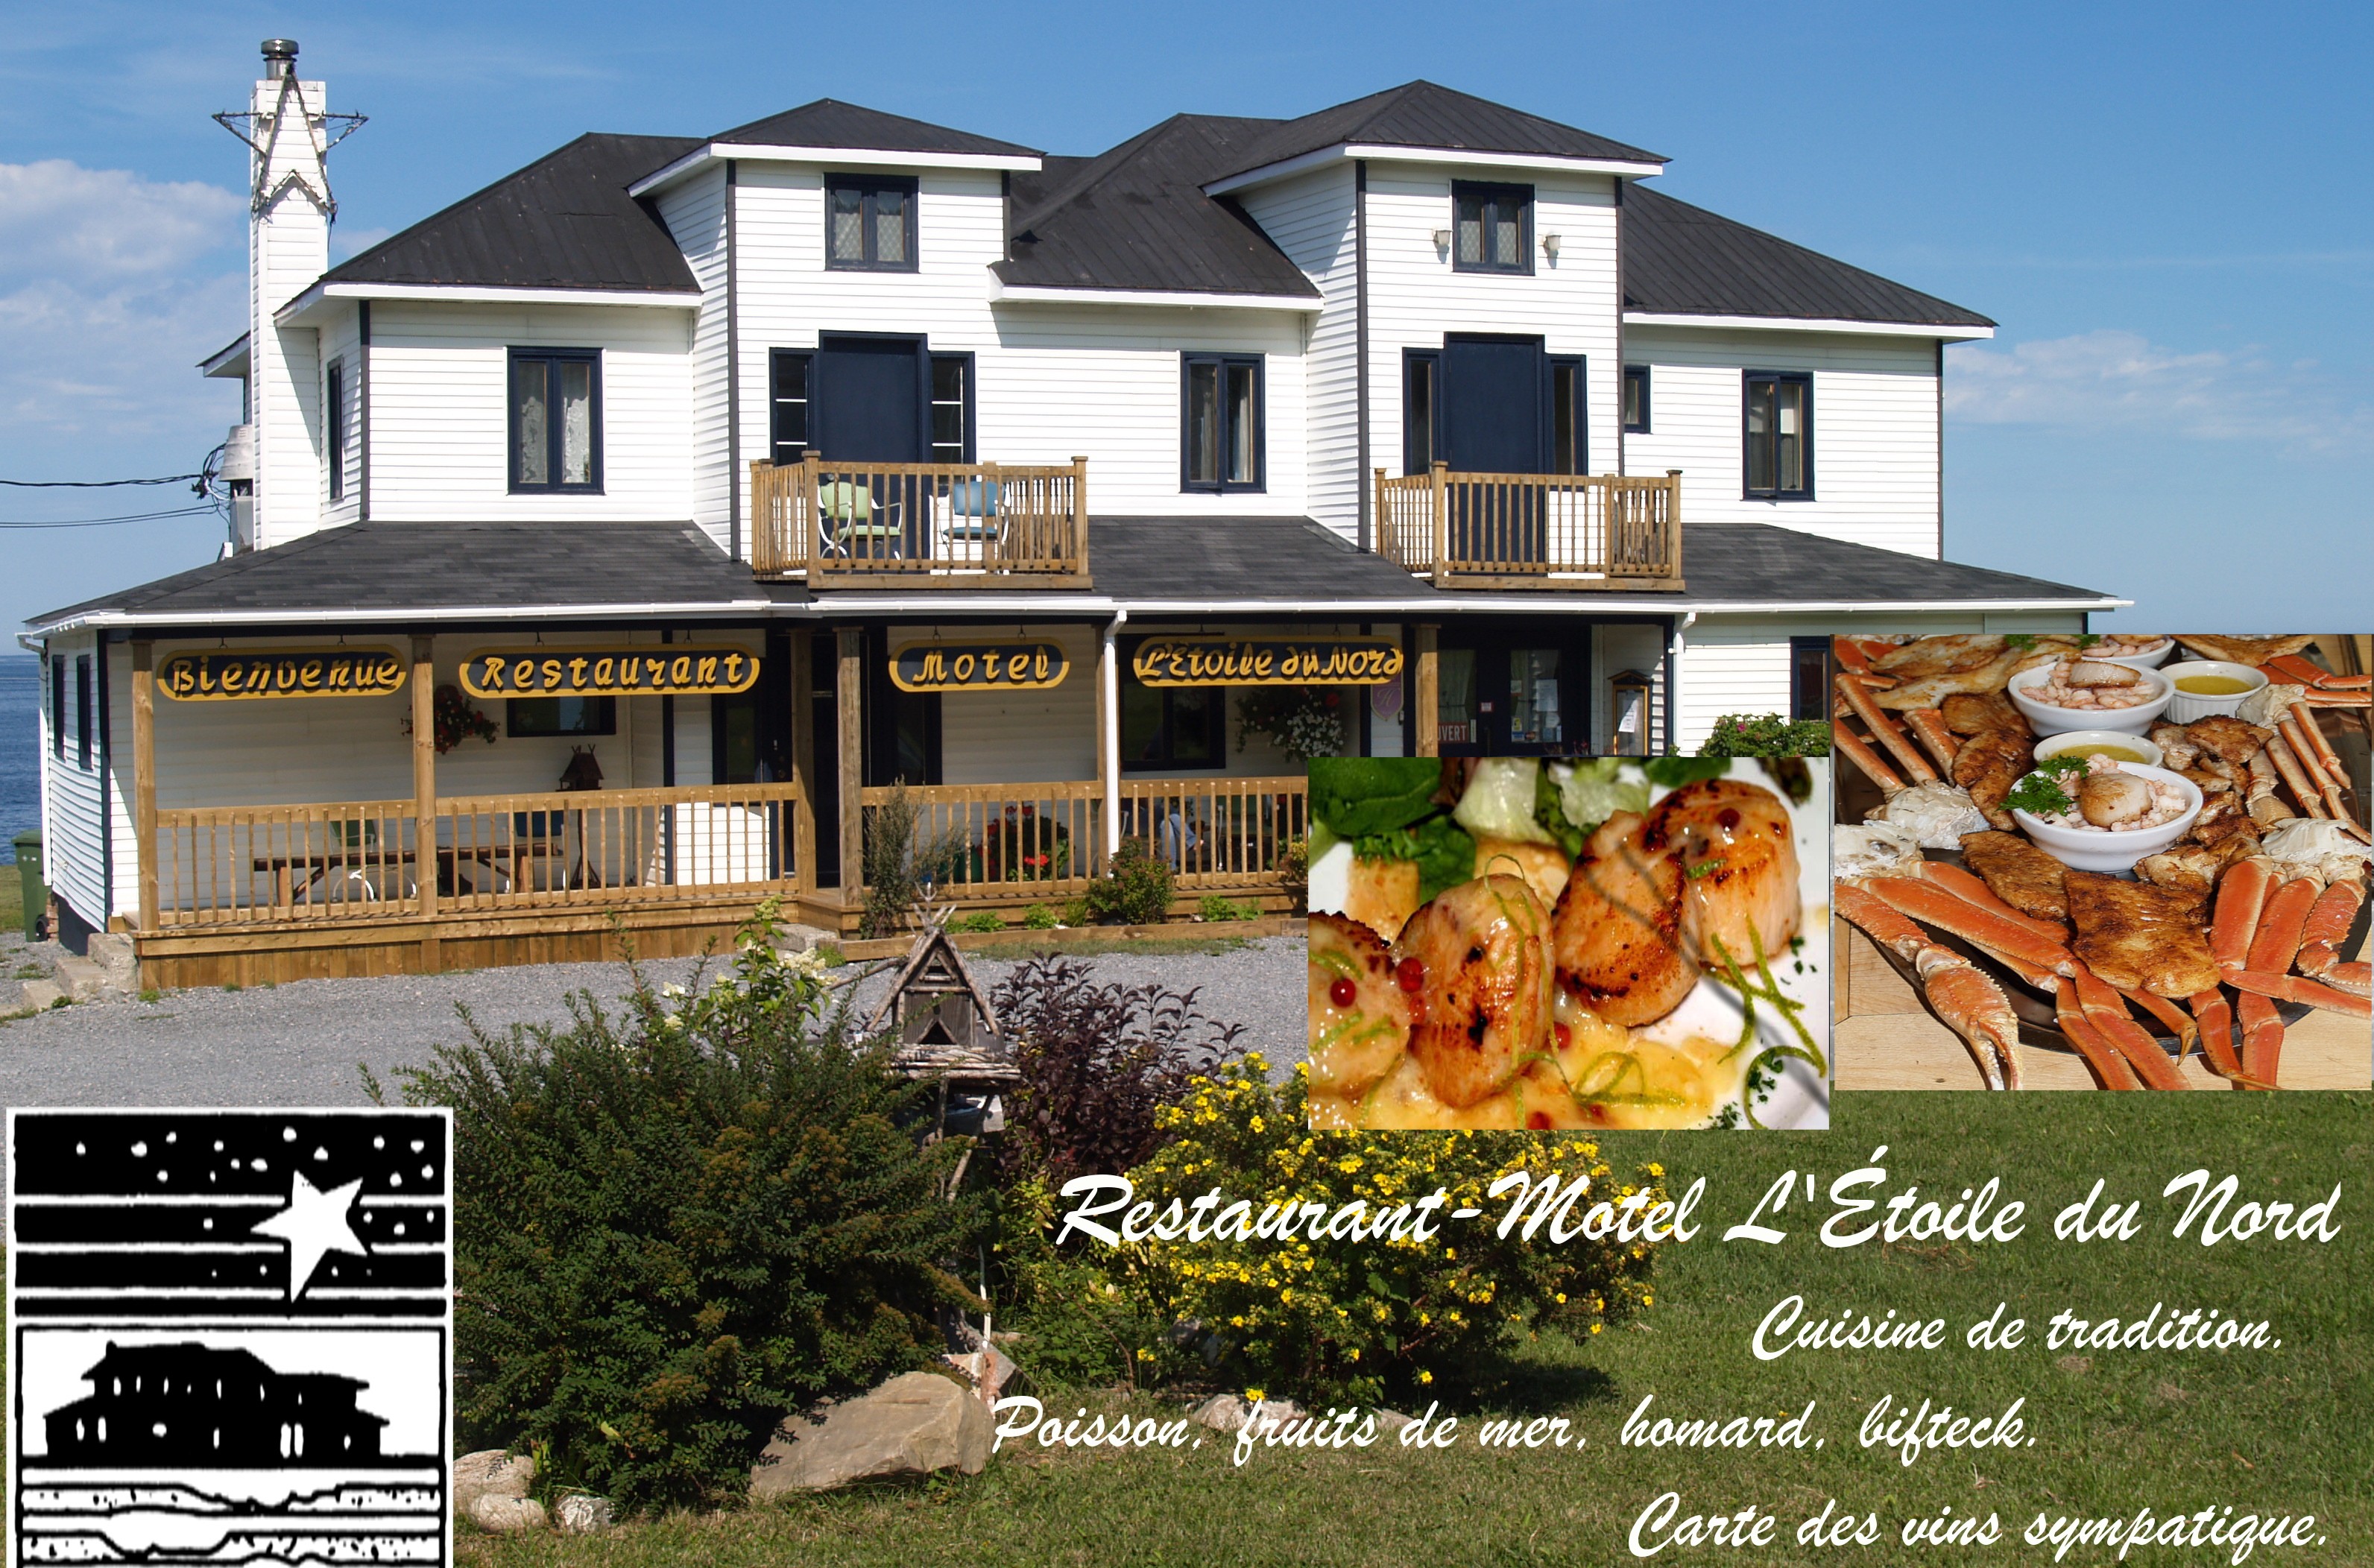 Bienvenue Restaurant Motel L'Étoile du Nord
Restaurant-Motel L'Étoile du Nord
Cuisine de tradition.
Poisson, fruits de mer, homard, bifteck.
Carte des vins sympatique.